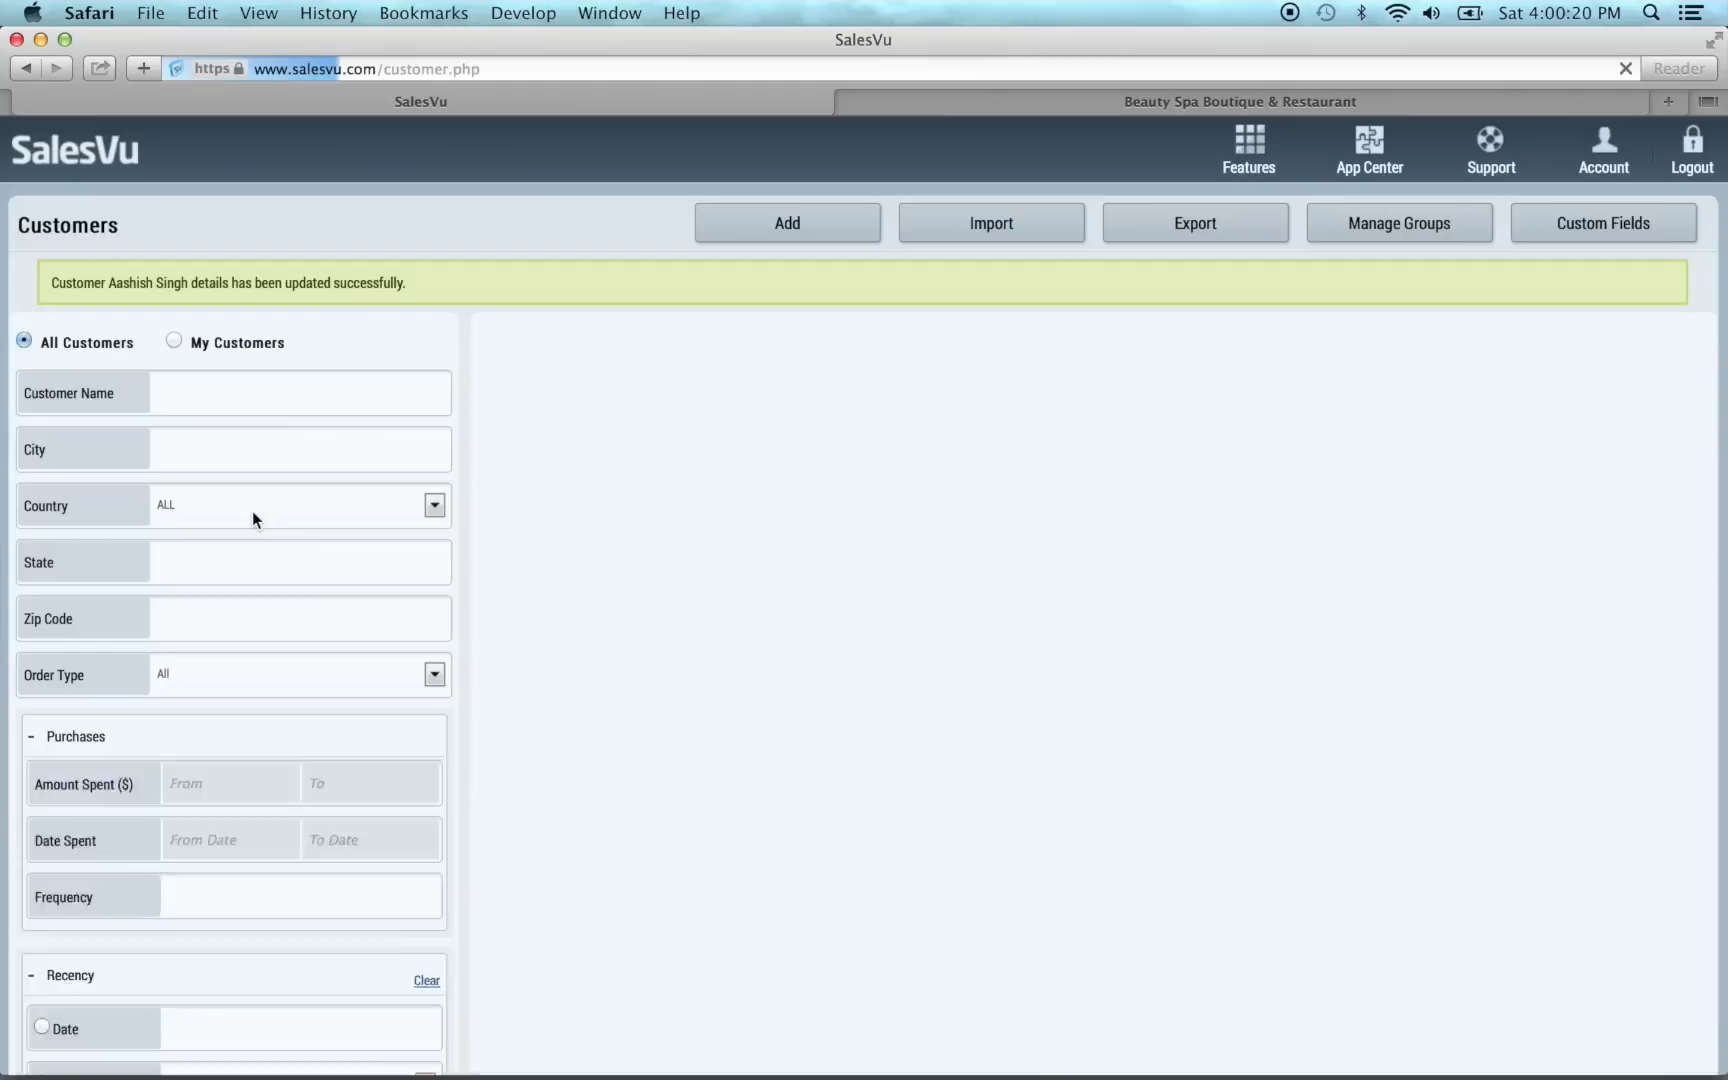 Safari File Edit View History Bookmarks Develop Window Help Sat 4:00:20 PM
SalesVu
https www.salesvu.com/customer.php Reader
SalesVu Beauty Spa Boutique & Restaurant
SalesVu
Features App Center Support Account Logout
Customers Add Import Export Manage Groups Custom Fields
Customer Aashish Singh details has been updated successfully.
All Customers My Customers
Customer Name
City
Country ALL
State
Zip Code
Order Type All
- Purchases
Amount Spent ($) From To
Date Spent From Date To Date
Frequency
- Recency Clear
Date